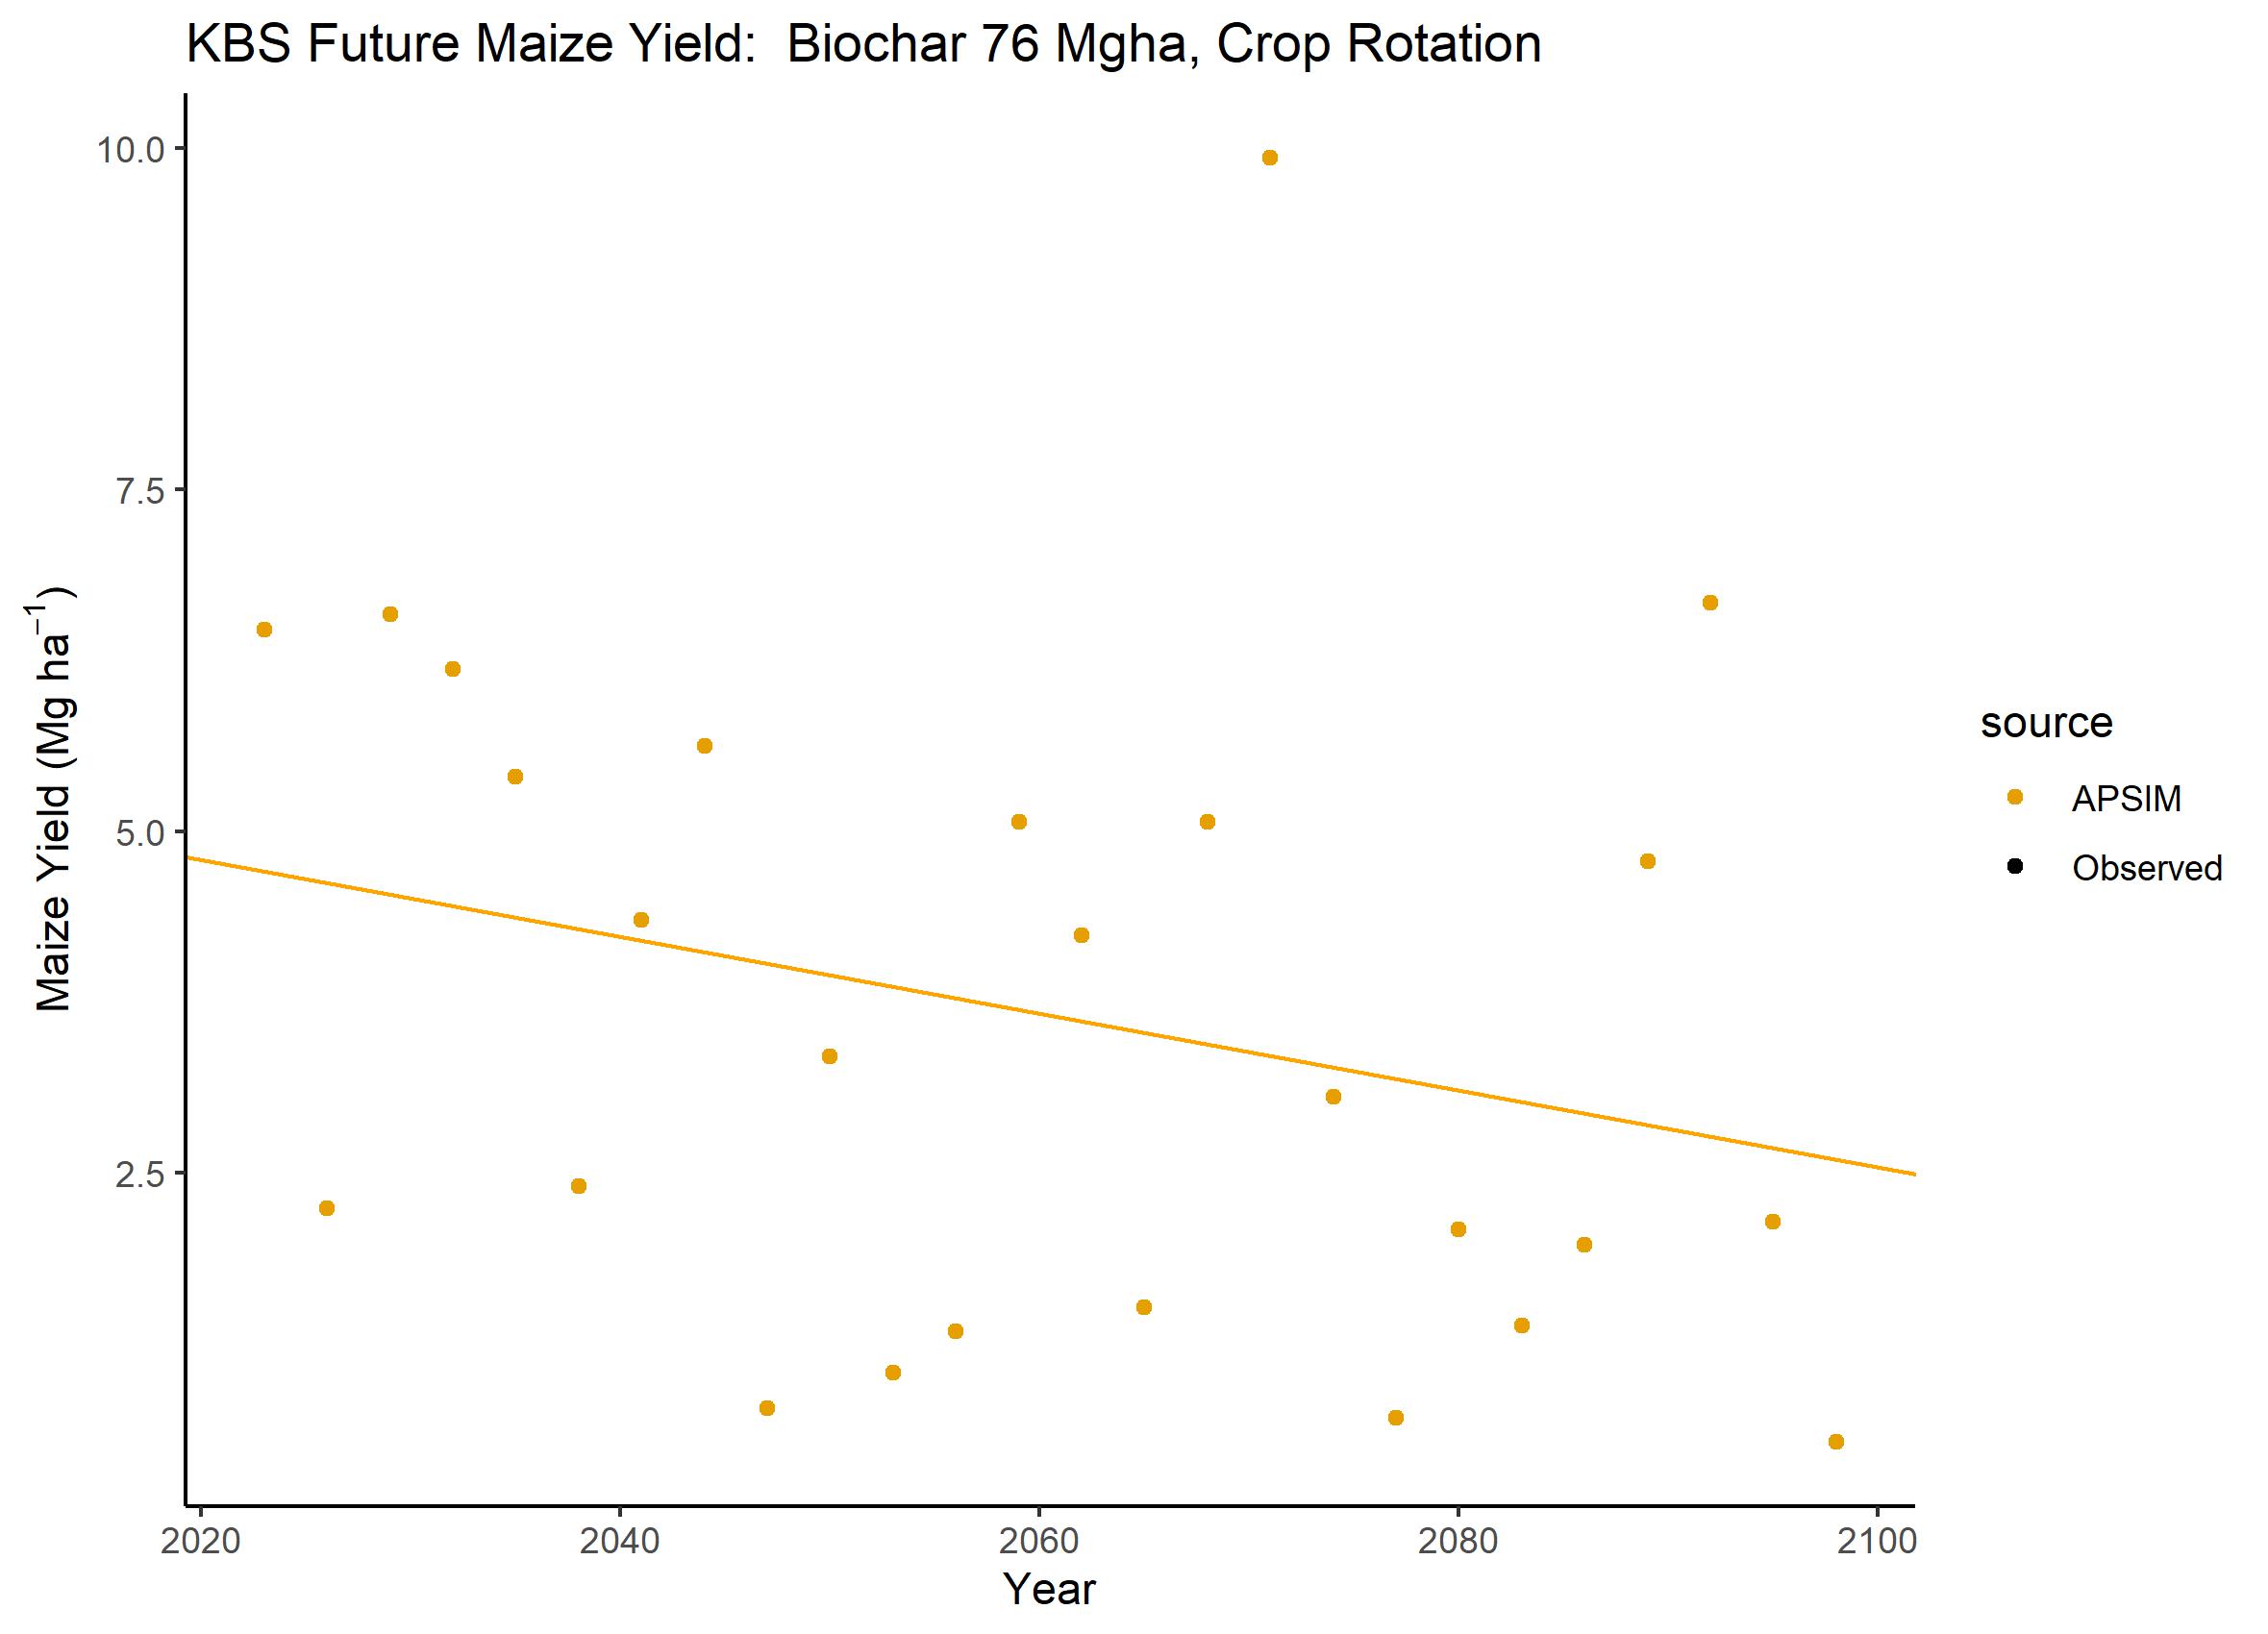 KBS Future Maize Yield:  Biochar 76 Mgha, Crop Rotation
10.0
7.5
5.0
2.5
Maize Yield (Mg ha⁻¹)
2020 2040 2060 2080 2100
Year
source
APSIM
Observed